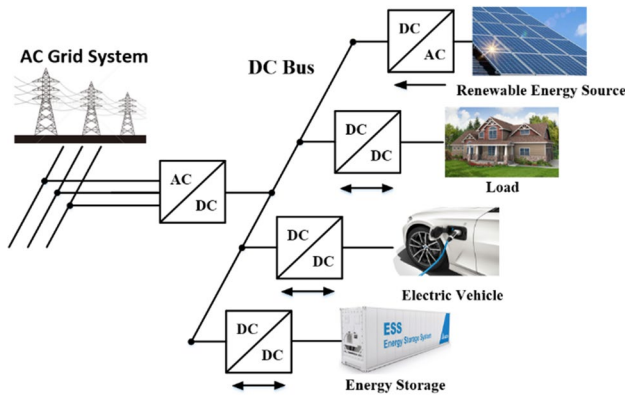 AC Grid System
DC Bus
DC
AC
Renewable Energy Source
DC
DC
Load
AC
DC
DC
DC
Electric Vehicle
DC
DC
ESS
Energy Storage System
Energy Storage